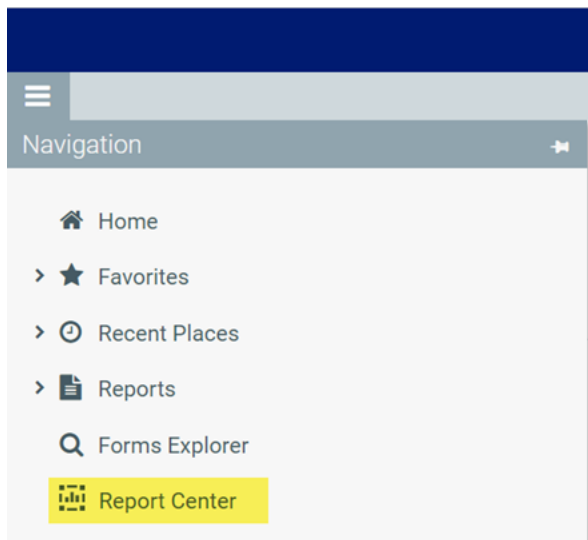 Navigation
Home
Favorites
Recent Places
Reports
Forms Explorer
Report Center